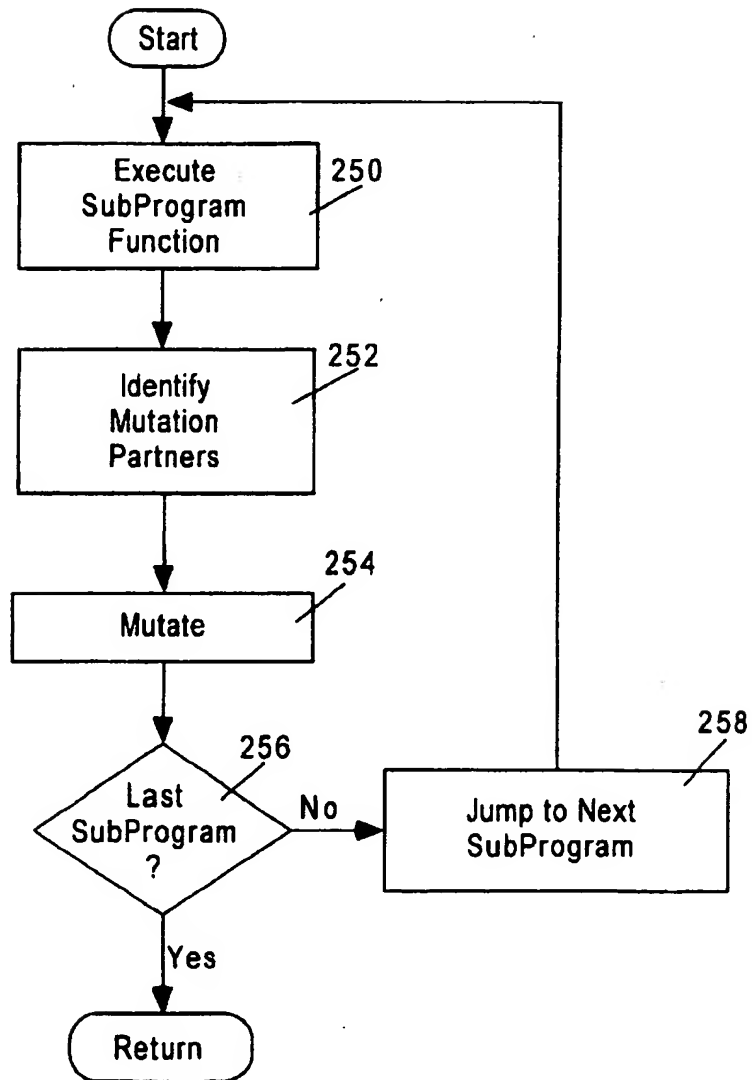 Start
Execute
SubProgram
Function
250
Identify
Mutation
Partners
252
Mutate
254
Last
SubProgram
?
256
No
Jump to Next
SubProgram
258
Yes
Return